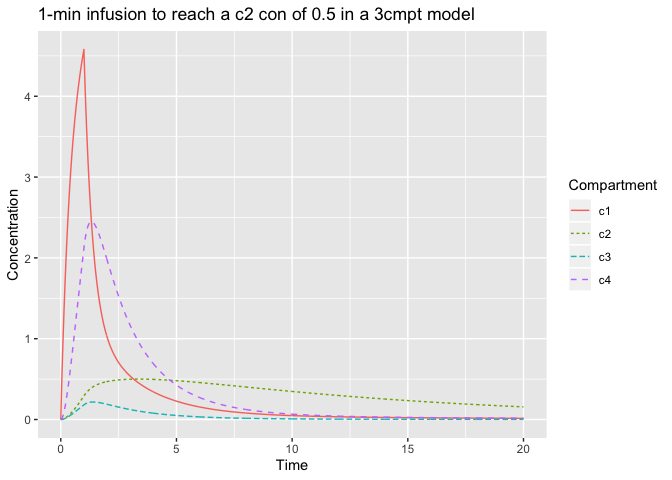 1-min infusion to reach a c2 con of 0.5 in a 3cmpt model
Concentration
4
3
2
1
0
0
5
10
15
20
Time
Compartment
c1
c2
c3
c4